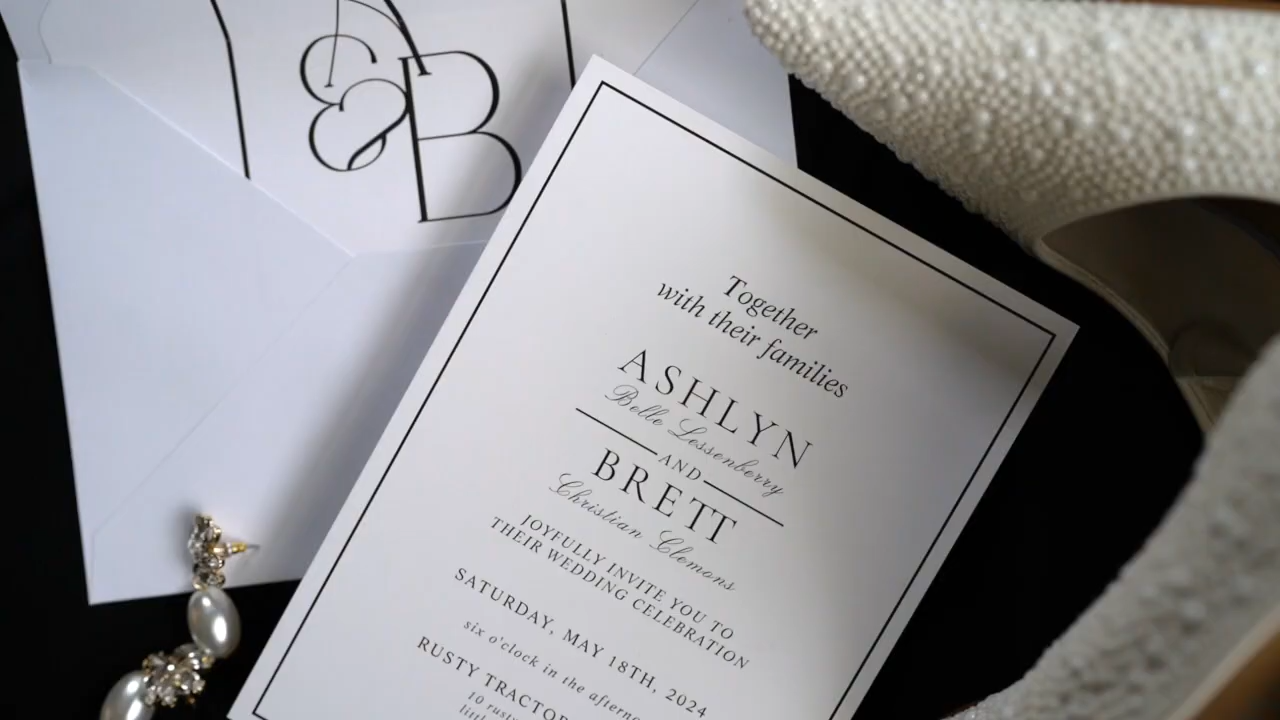 & B
Together
with their families
ASHLYN
Belle Lessenberry
AND
BRETT
Christian Clemons
JOYFULLY INVITE YOU TO
THEIR WEDDING CELEBRATION
SATURDAY, MAY 18TH, 2024
six o'clock in the
RUSTY TRACTOR
10